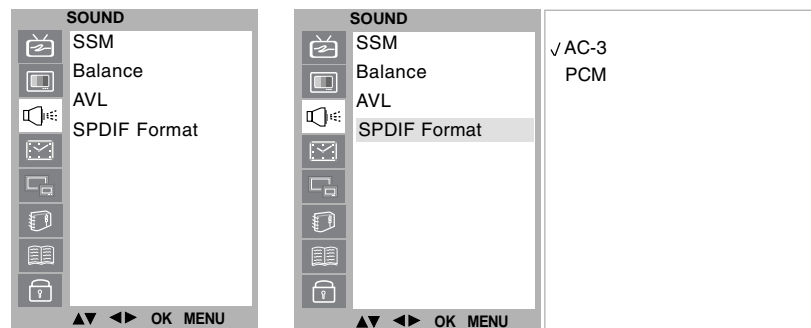 SOUND
SSM
Balance
AVL
SPDIF Format
▲▼ ◄► OK MENU
SOUND
SSM
Balance
AVL
SPDIF Format
▲▼ ◄► OK MENU
√ AC-3
PCM